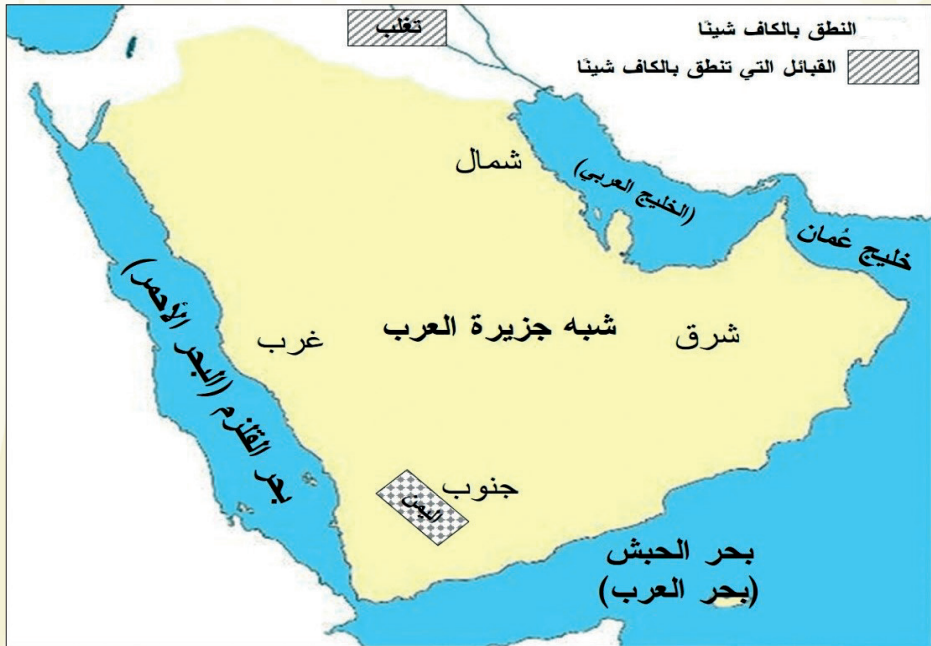 النطق بالكاف شينًا
القبائل التي تنطق بالكاف شينًا
تغلب
شمال
(الخليج العربي)
خليج عُمان
شبه جزيرة العرب
شرق
غرب
بحر القلزم (البحر الأحمر)
جنوب
اليمن
بحر الحبش
(بحر العرب)